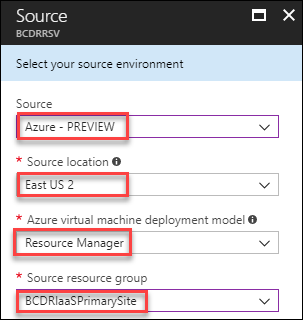 Source
BCDRRSV
Select your source environment
Source
Azure - PREVIEW
* Source location
East US 2
* Azure virtual machine deployment model
Resource Manager
* Source resource group
BCDRIaaSPrimarySite